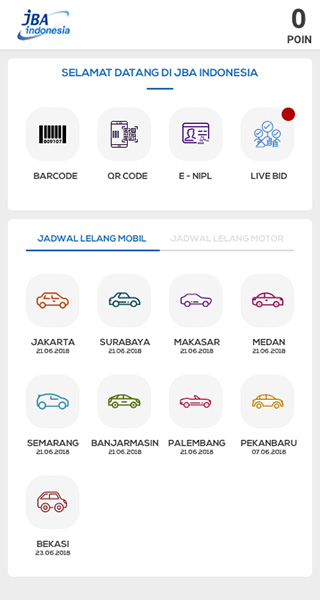 JBA
indonesia
0
POIN
SELAMAT DATANG DI JBA INDONESIA
809107
BARCODE
QR CODE
E - NIPL
LIVE BID
JADWAL LELANG MOBIL
JADWAL LELANG MOTOR
JAKARTA
21.06.2018
SURABAYA
21.06.2018
MAKASAR
21.06.2018
MEDAN
21.06.2018
SEMARANG
21.06.2018
BANJARMASIN
21.06.2018
PALEMBANG
21.06.2018
PEKANBARU
07.06.2018
BEKASI
23.06.2018